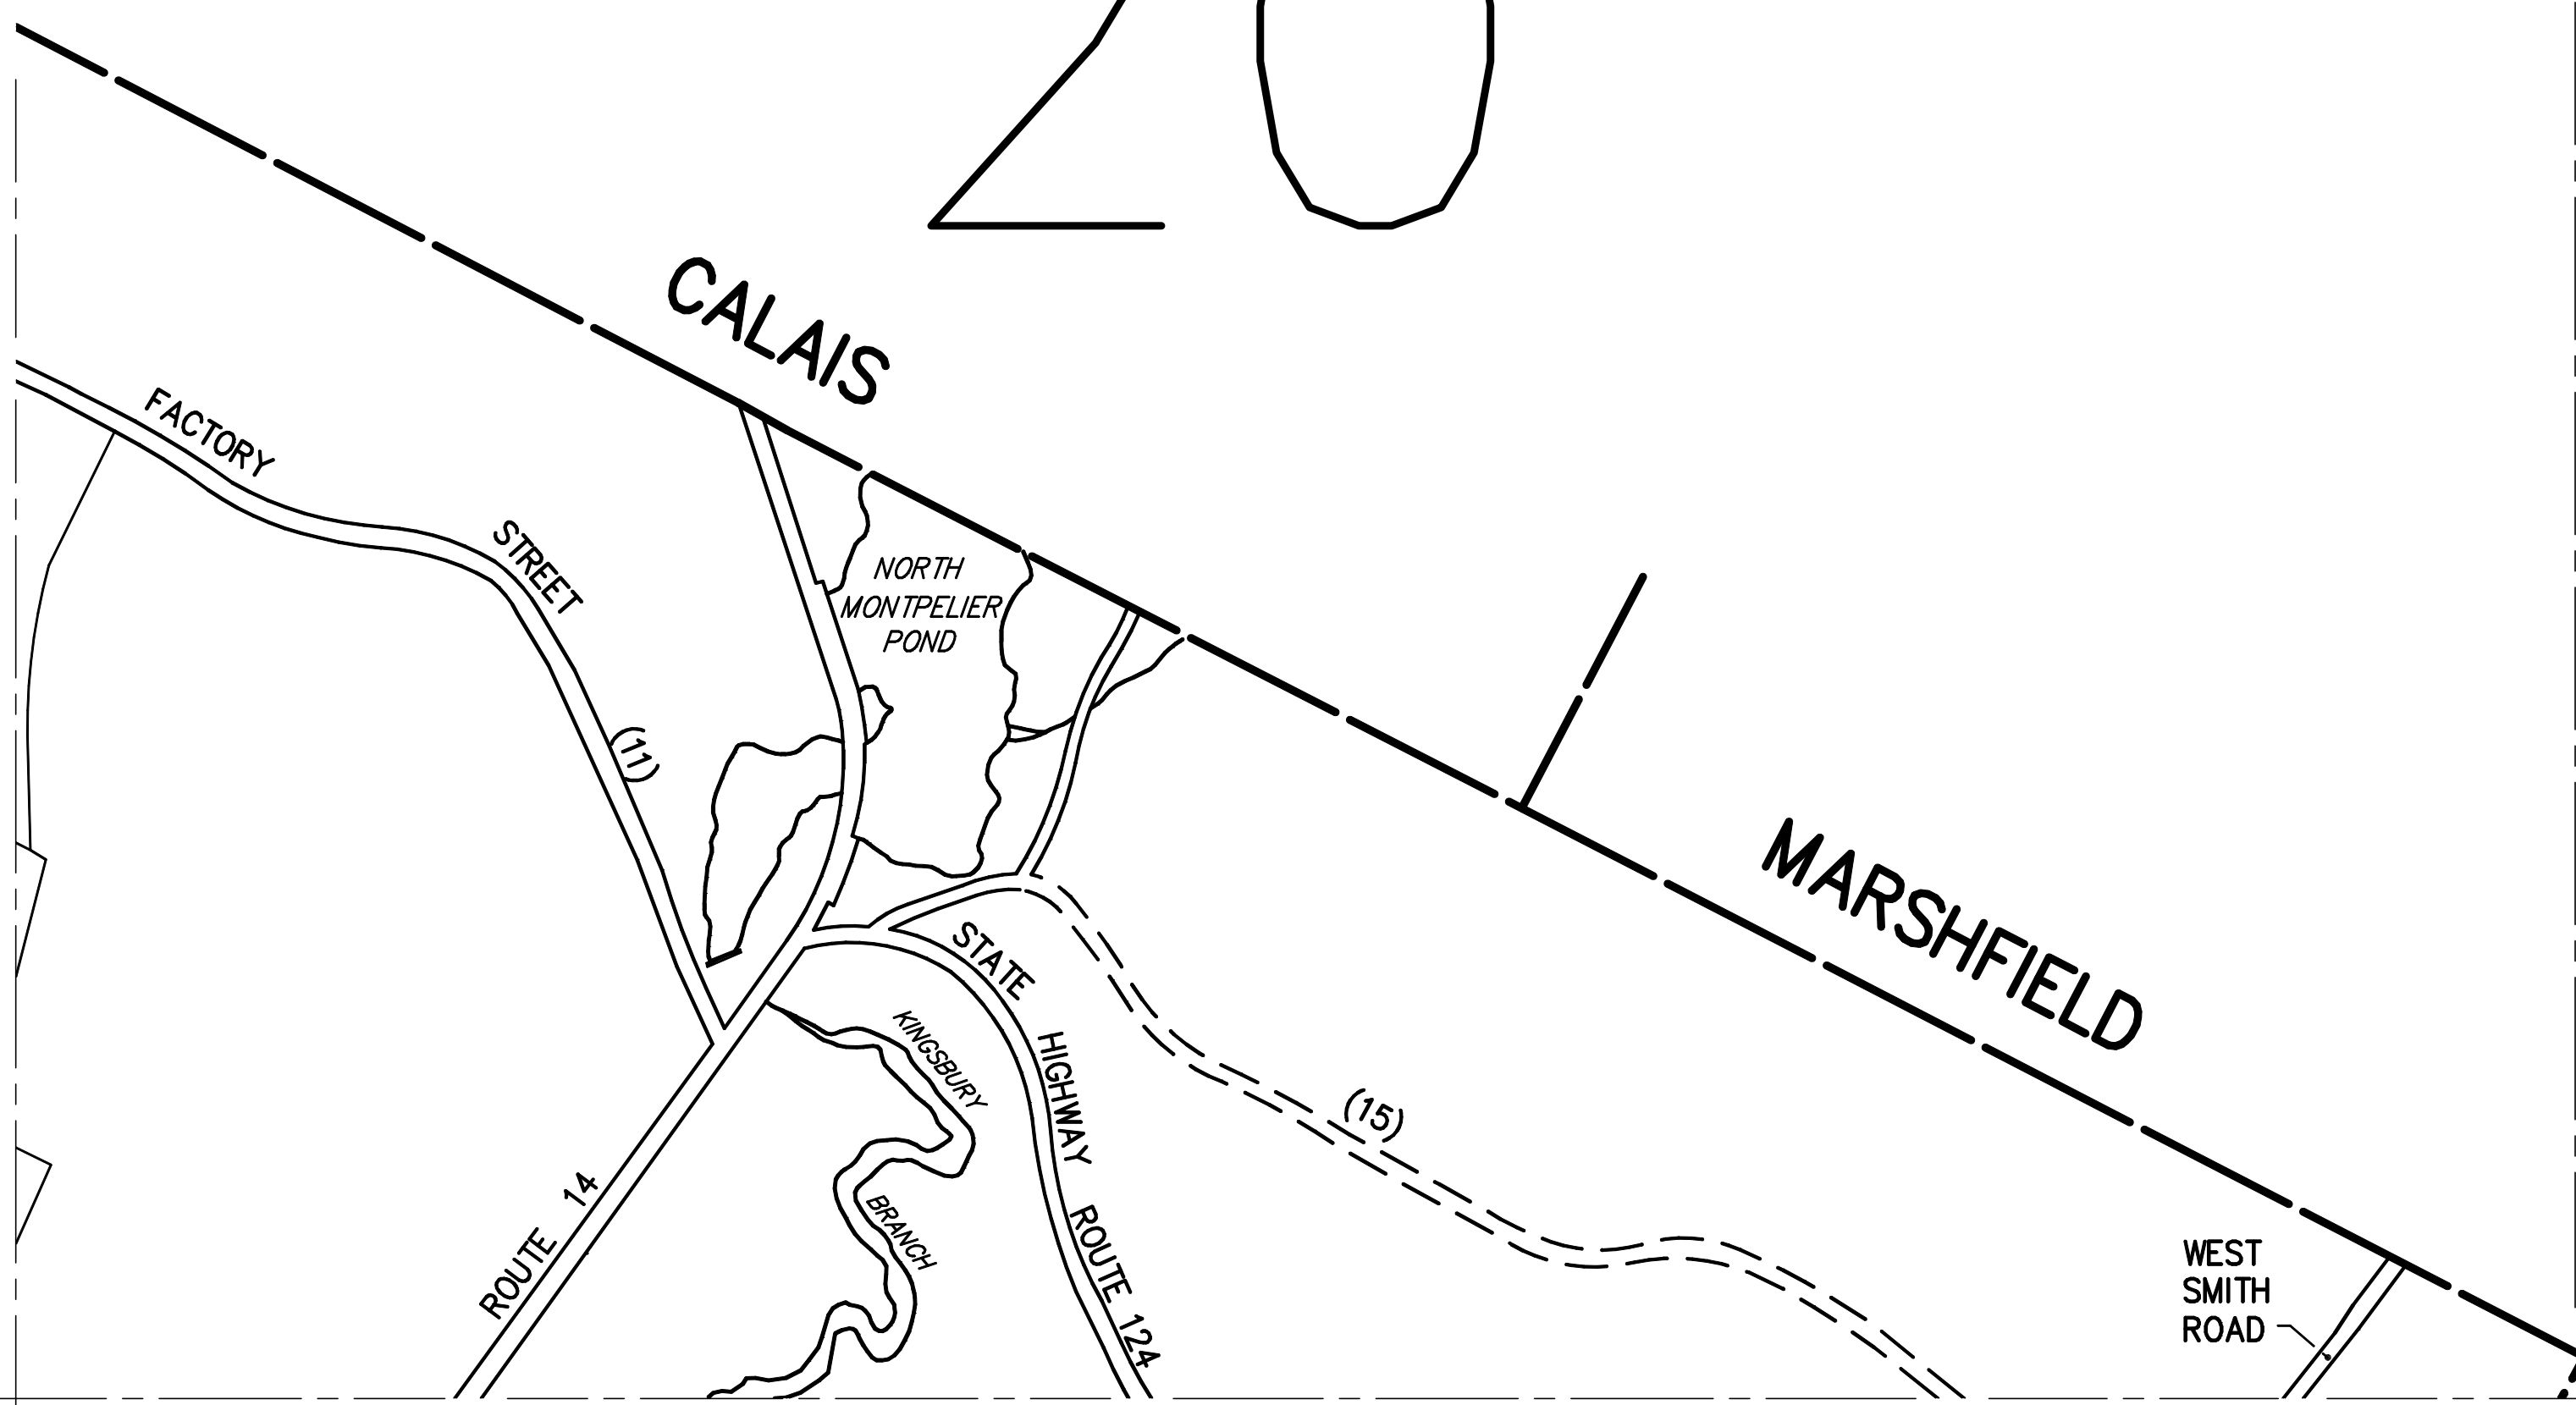 20
CALAIS
FACTORY
STREET
NORTH
MONTPELIER
POND
(11)
MARSHFIELD
STATE
HIGHWAY
ROUTE 124
KINGSBURY
BRANCH
(15)
ROUTE 14
WEST
SMITH
ROAD